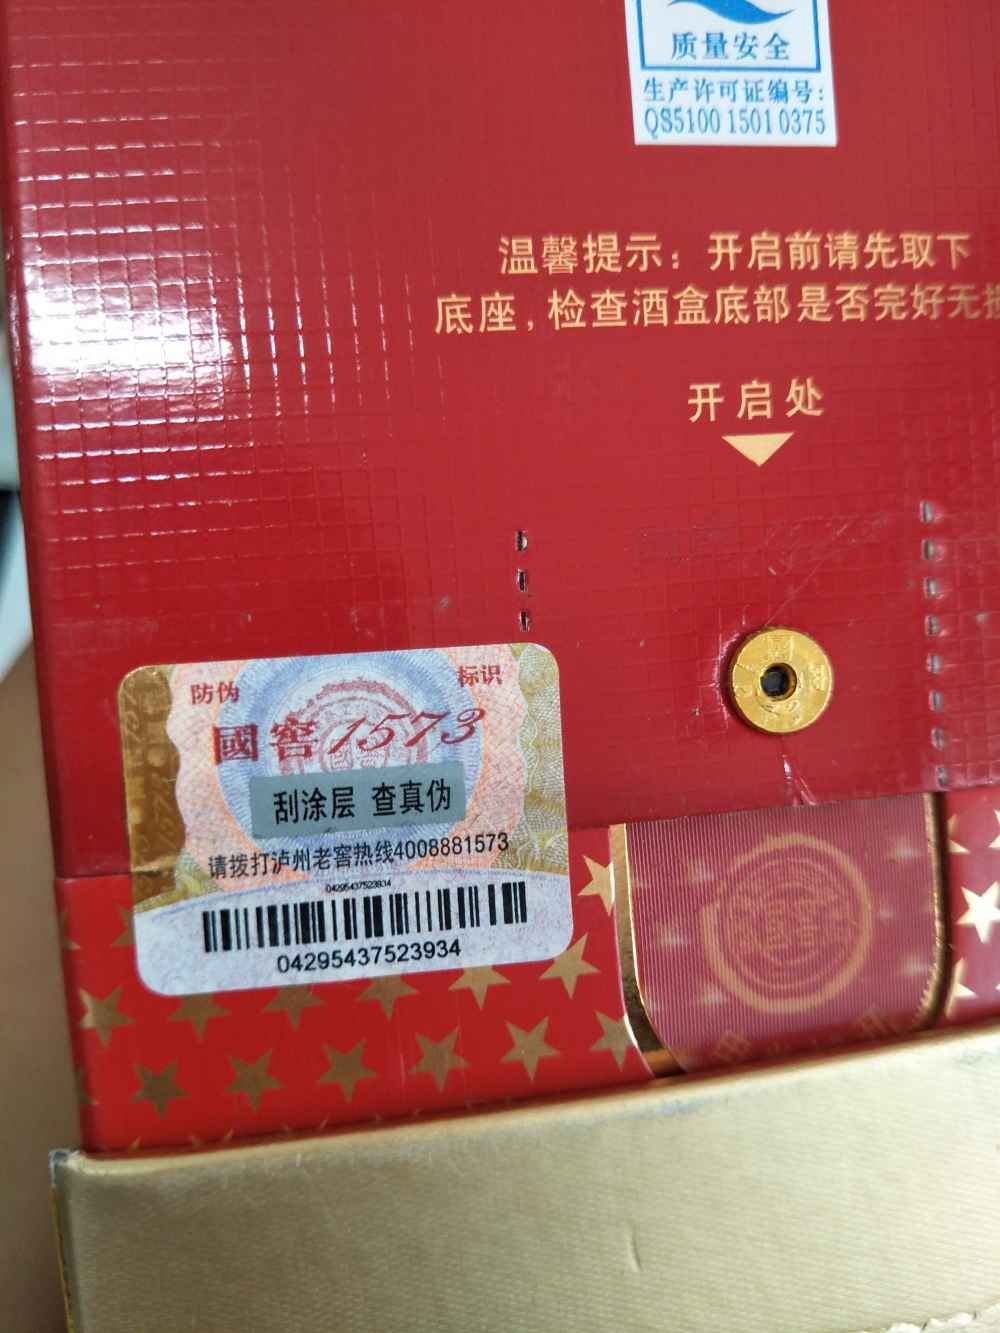 质量安全
生产许可证编号:
QS5100 1501 0375
温馨提示：开启前请先取下
底座，检查酒盒底部是否完好无
开启处
防伪 标识
國窖1573
刮涂层 查真伪
请拨打泸州老窖热线4008881573
04295437523934
04295437523934